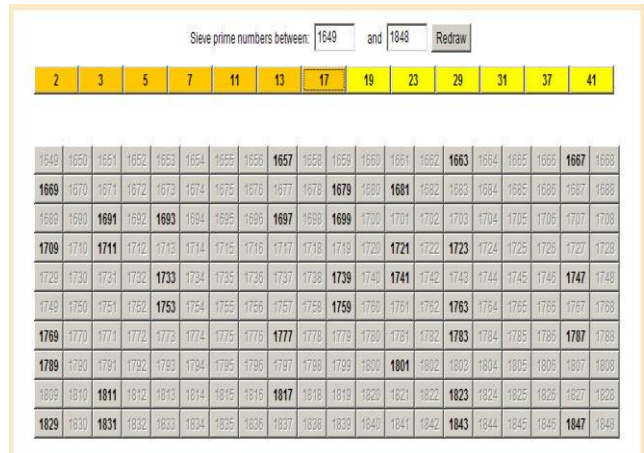 Sieve prime numbers between: 1649 and 1848 Redraw
2 3 5 7 11 13 17 19 23 29 31 37 41
1649 1650 1651 1652 1653 1654 1655 1656 1657 1658 1659 1660 1661 1662 1663 1664 1665 1666 1667 1668
1669 1670 1671 1672 1673 1674 1675 1676 1677 1678 1679 1680 1681 1682 1683 1684 1685 1686 1687 1688
1689 1690 1691 1692 1693 1694 1695 1696 1697 1698 1699 1700 1701 1702 1703 1704 1705 1706 1707 1708
1709 1710 1711 1712 1713 1714 1715 1716 1717 1718 1719 1720 1721 1722 1723 1724 1725 1726 1727 1728
1729 1730 1731 1732 1733 1734 1735 1736 1737 1738 1739 1740 1741 1742 1743 1744 1745 1746 1747 1748
1749 1750 1751 1752 1753 1754 1755 1756 1757 1758 1759 1760 1761 1762 1763 1764 1765 1766 1767 1768
1769 1770 1771 1772 1773 1774 1775 1776 1777 1778 1779 1780 1781 1782 1783 1784 1785 1786 1787 1788
1789 1790 1791 1792 1793 1794 1795 1796 1797 1798 1799 1800 1801 1802 1803 1804 1805 1806 1807 1808
1809 1810 1811 1812 1813 1814 1815 1816 1817 1818 1819 1820 1821 1822 1823 1824 1825 1826 1827 1828
1829 1830 1831 1832 1833 1834 1835 1836 1837 1838 1839 1840 1841 1842 1843 1844 1845 1846 1847 1848